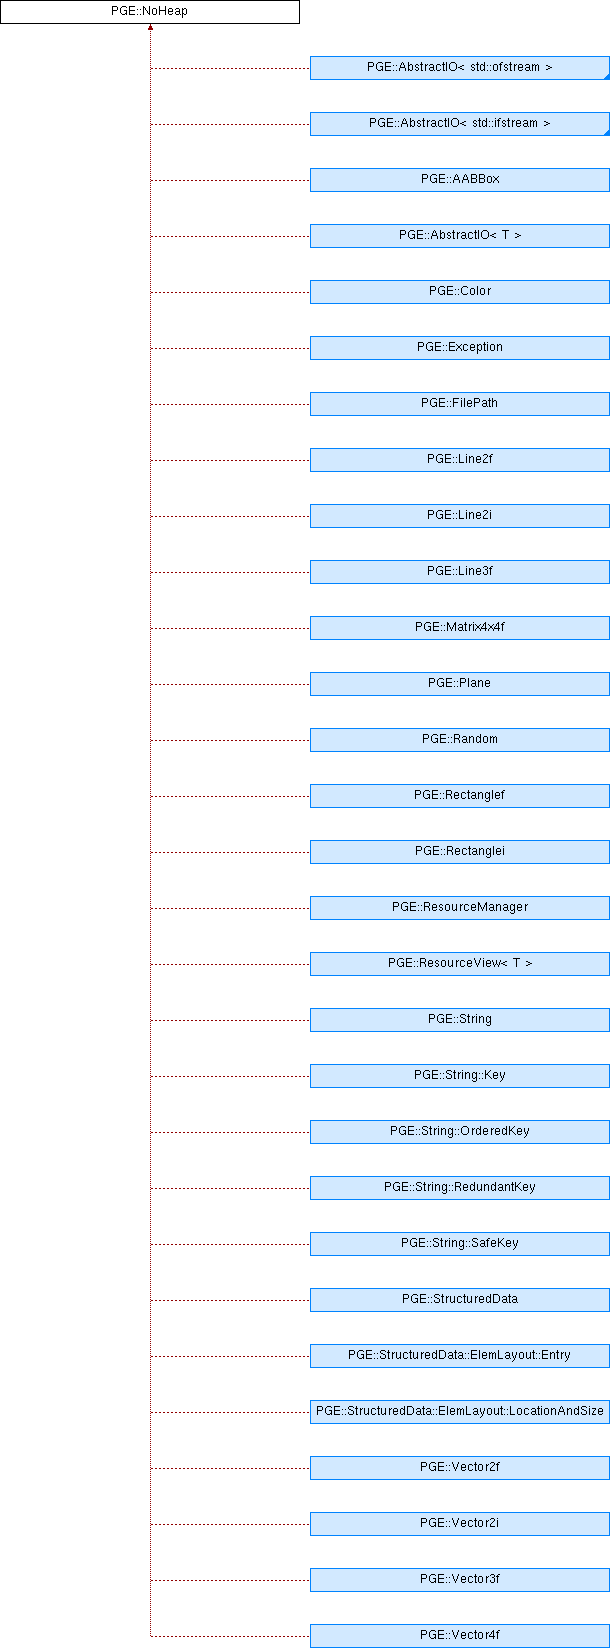 PGE::NoHeap
PGE::AbstractIO< std::ofstream >
PGE::AbstractIO< std::ifstream >
PGE::AABBox
PGE::AbstractIO< T >
PGE::Color
PGE::Exception
PGE::FilePath
PGE::Line2f
PGE::Line2i
PGE::Line3f
PGE::Matrix4x4f
PGE::Plane
PGE::Random
PGE::Rectanglef
PGE::Rectanglei
PGE::ResourceManager
PGE::ResourceView< T >
PGE::String
PGE::String::Key
PGE::String::OrderedKey
PGE::String::RedundantKey
PGE::String::SafeKey
PGE::StructuredData
PGE::StructuredData::ElemLayout::Entry
PGE::StructuredData::ElemLayout::LocationAndSize
PGE::Vector2f
PGE::Vector2i
PGE::Vector3f
PGE::Vector4f